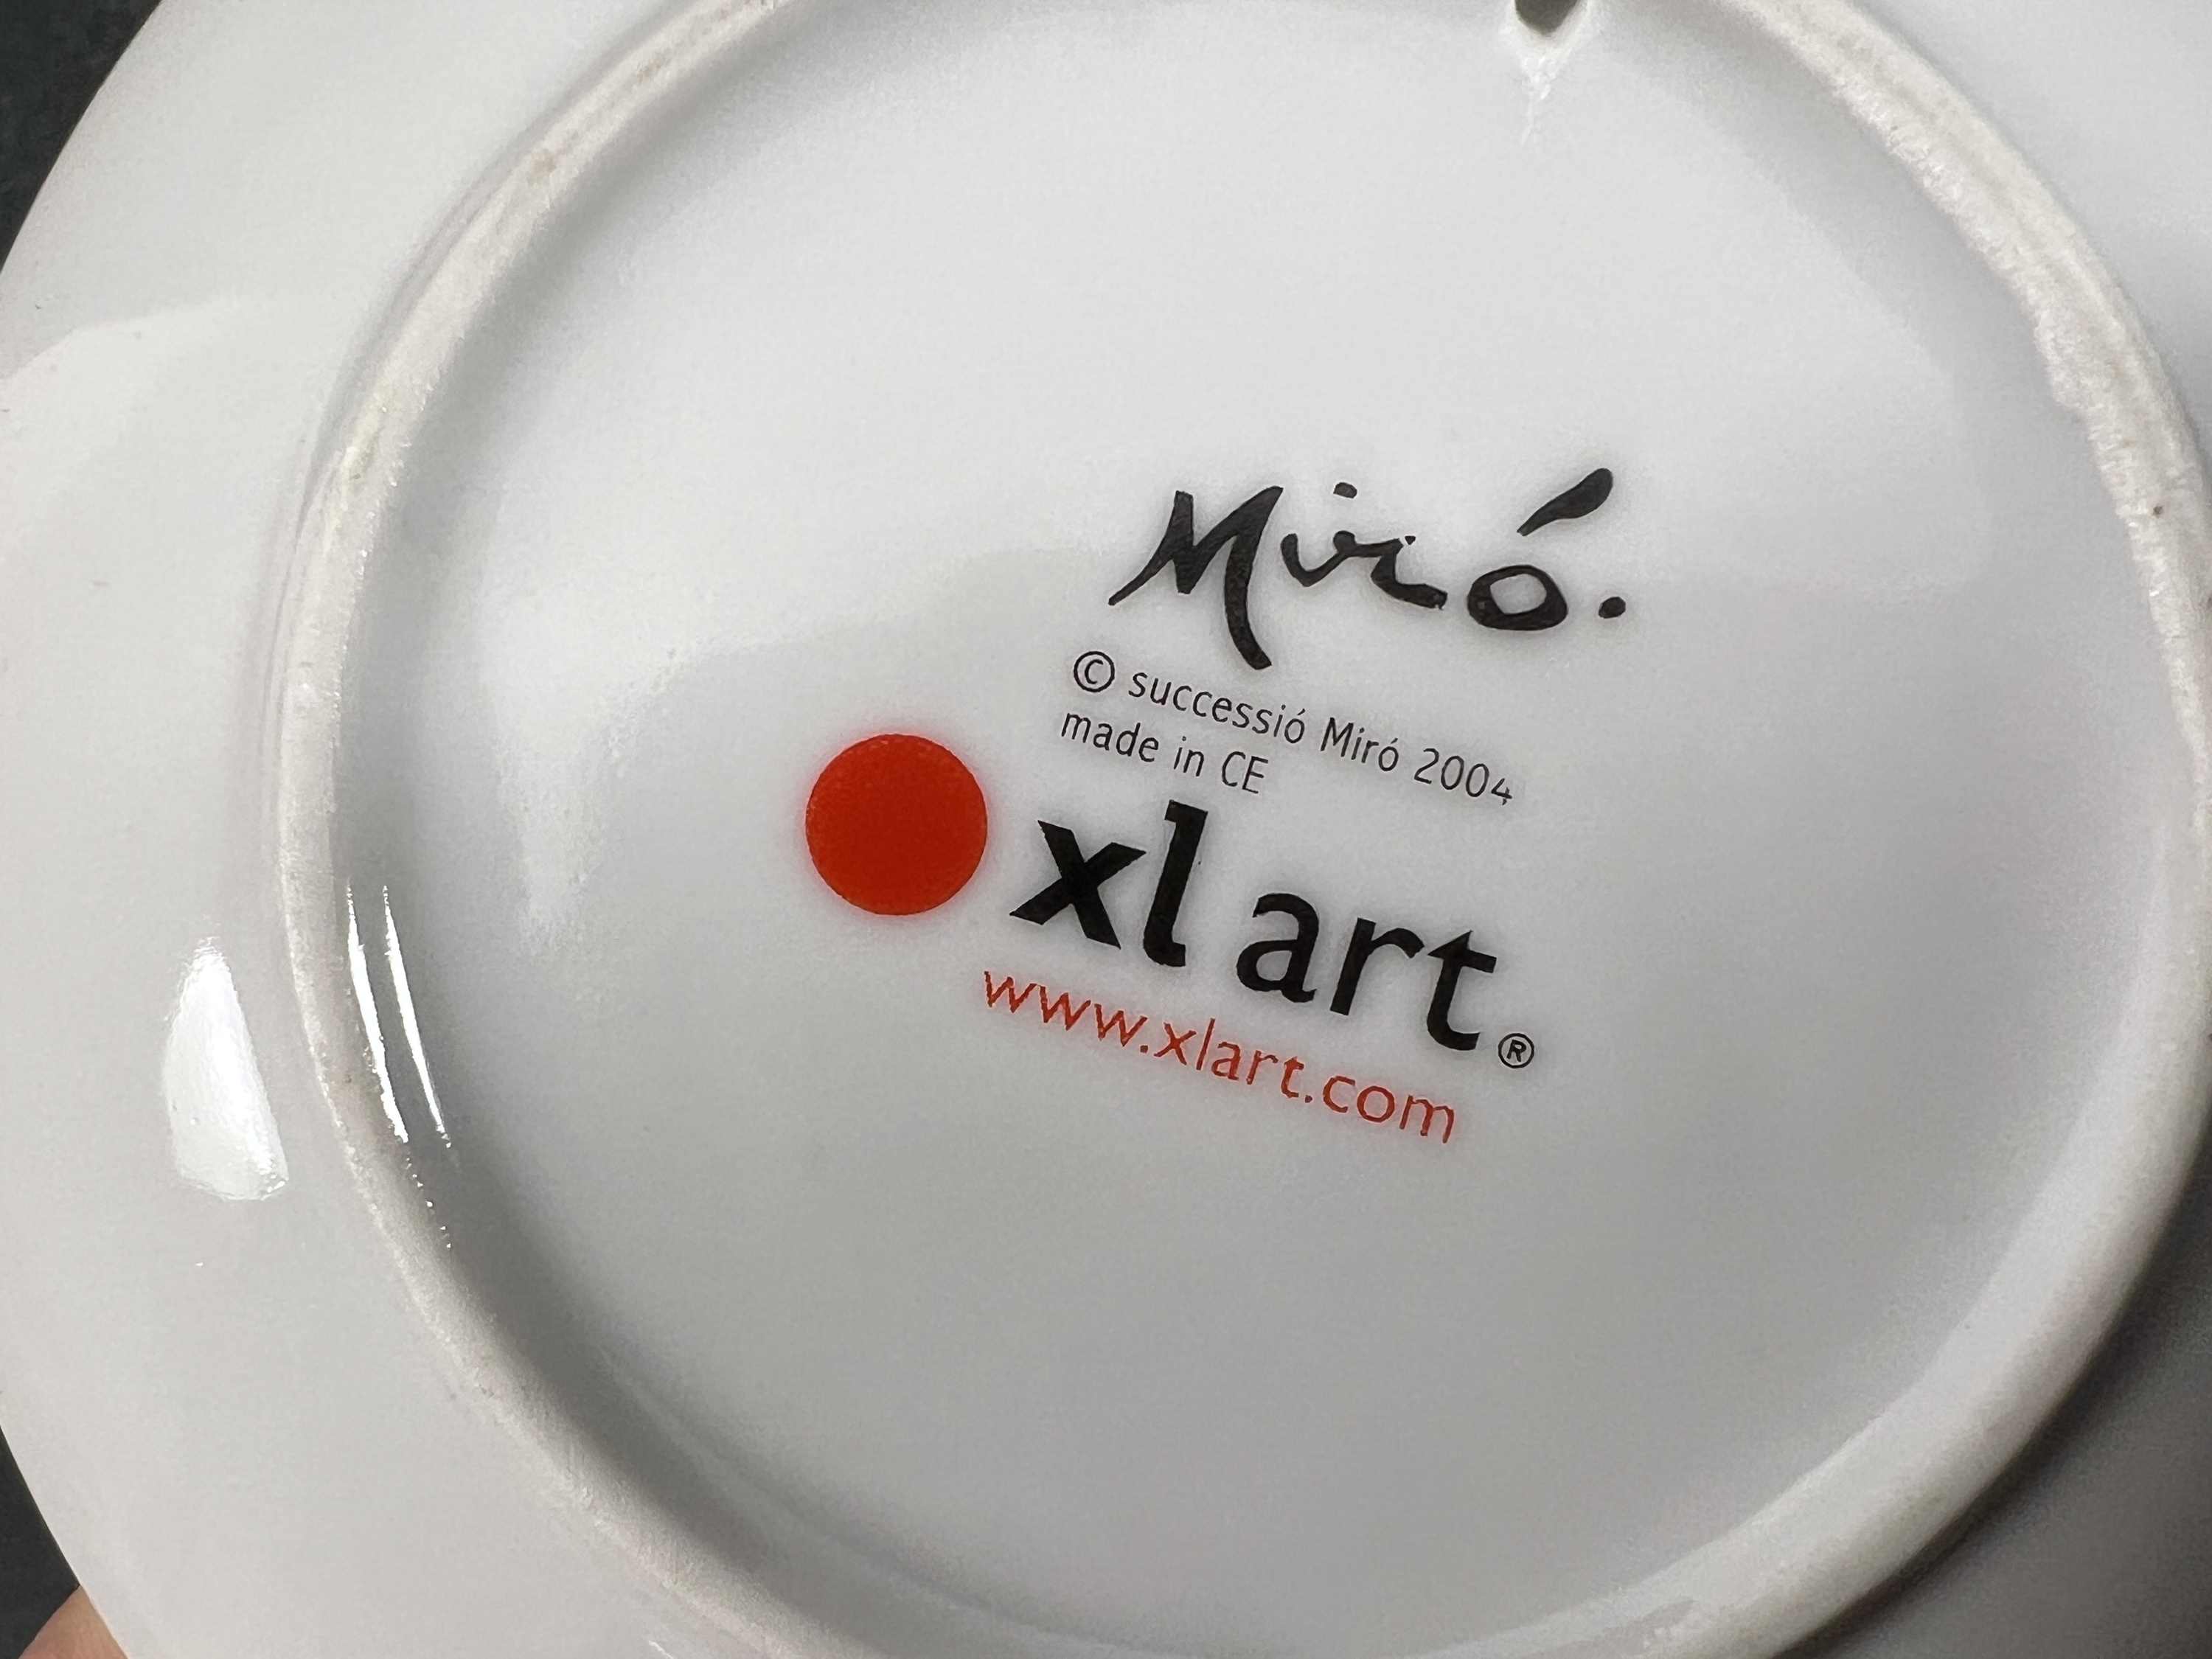 Miró.
© successió Miró 2004
made in CE
xl art ®
www.xlart.com